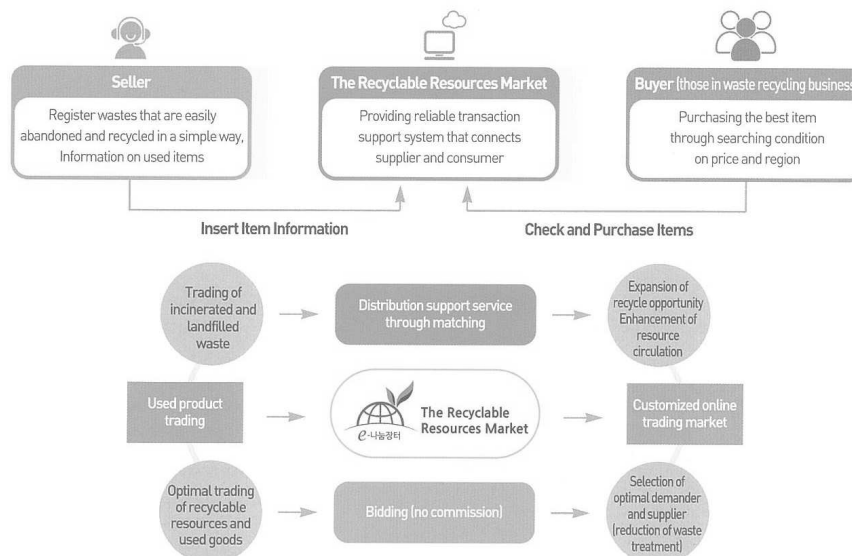 Seller
Register wastes that are easily
abandoned and recycled in a simple way,
Information on used items
The Recyclable Resources Market
Providing reliable transaction
support system that connects
supplier and consumer
Buyer (those in waste recycling business
Purchasing the best item
through searching condition
on price and region
Insert Item Information
Check and Purchase Items
Trading of
incinerated and
landfilled
waste
Distribution support service
through matching
Expansion of
recycle opportunity
Enhancement of
resource
circulation
Used product
trading
e-나눔장터
The Recyclable
Resources Market
Customized online
trading market
Optimal trading
of recyclable
resources and
used goods
Bidding (no commission)
Selection of
optimal demander
and supplier
(reduction of waste
treatment)